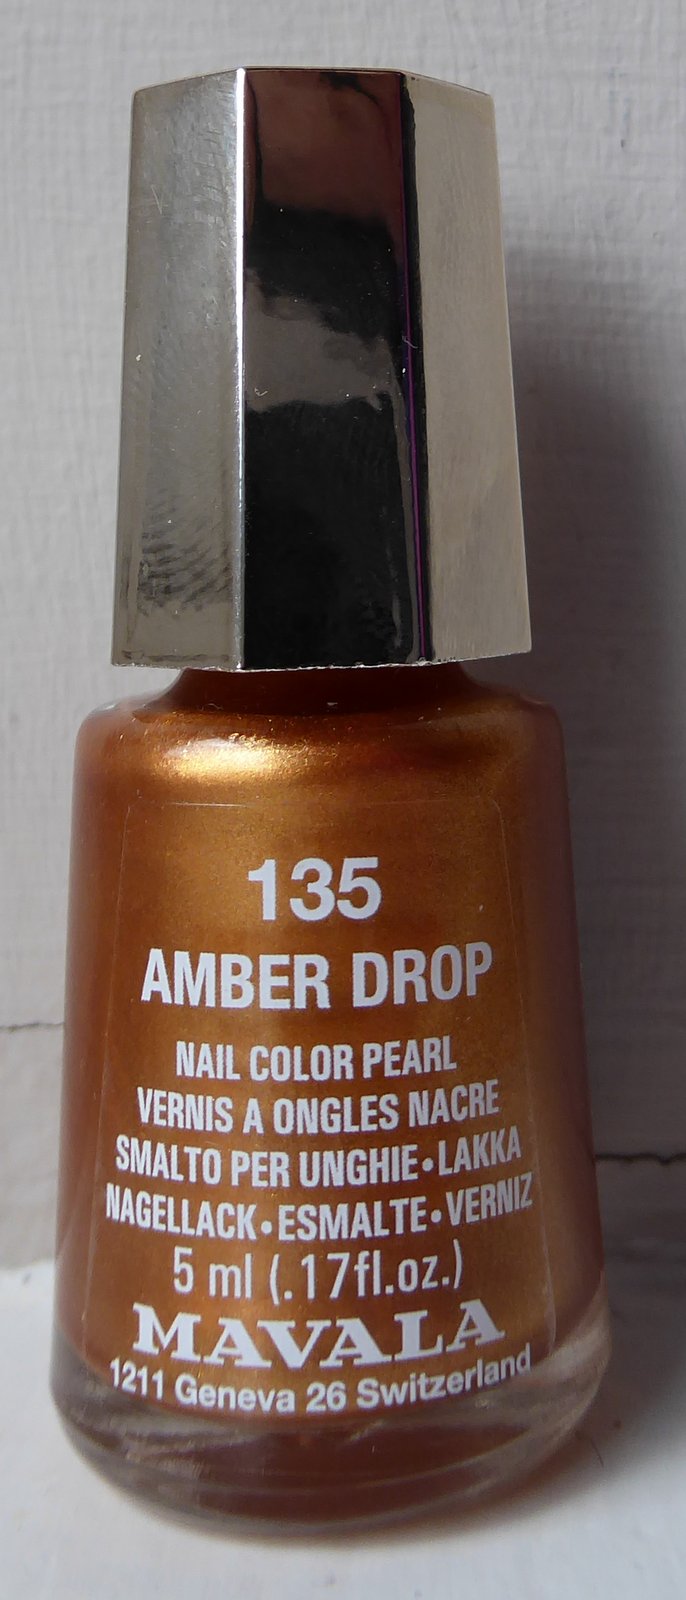 135
AMBER DROP
NAIL COLOR PEARL
VERNIS A ONGLES NACRE
SMALTO PER UNGHIE•LAKKA
NAGELLACK•ESMALTE•VERNIZ
5 ml (.17fl.oz.)
MAVALA
1211 Geneva 26 Switzerland